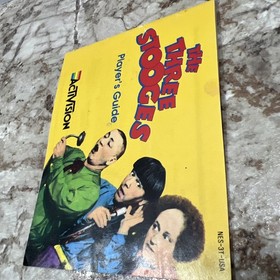 THE
THREE
STOOGES
Player's Guide
ACTIVISION
NES-3T-USA